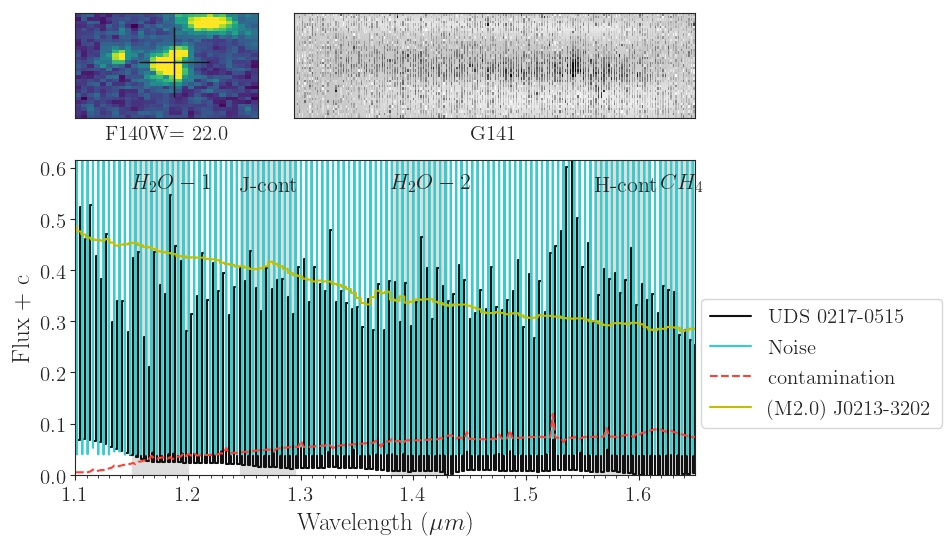 F140W= 22.0
G141
H₂O − 1
J-cont
H₂O − 2
H-cont
CH₄
0.6
0.5
0.4
0.3
0.2
0.1
0.0
Flux + c
1.1
1.2
1.3
1.4
1.5
1.6
Wavelength (μm)
UDS 0217-0515
Noise
contamination
(M2.0) J0213-3202